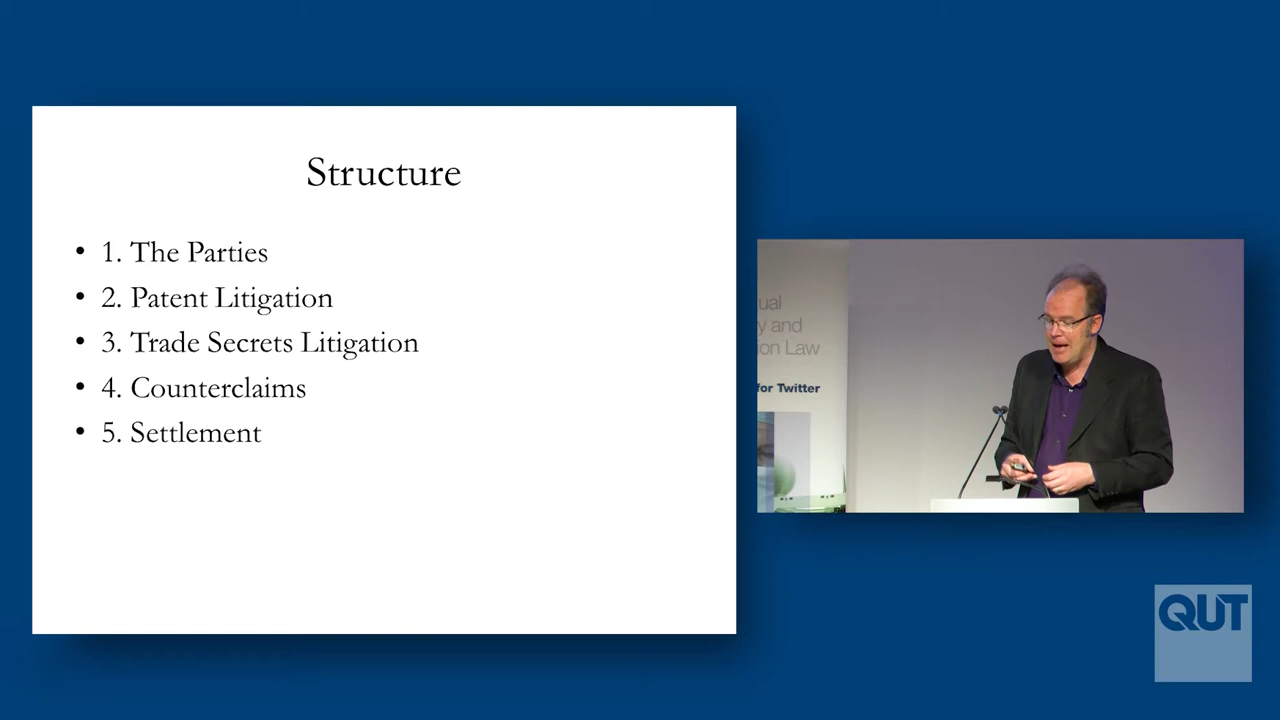 Structure
• 1. The Parties
• 2. Patent Litigation
• 3. Trade Secrets Litigation
• 4. Counterclaims
• 5. Settlement
ual
y and
ion Law
for Twitter
QUT